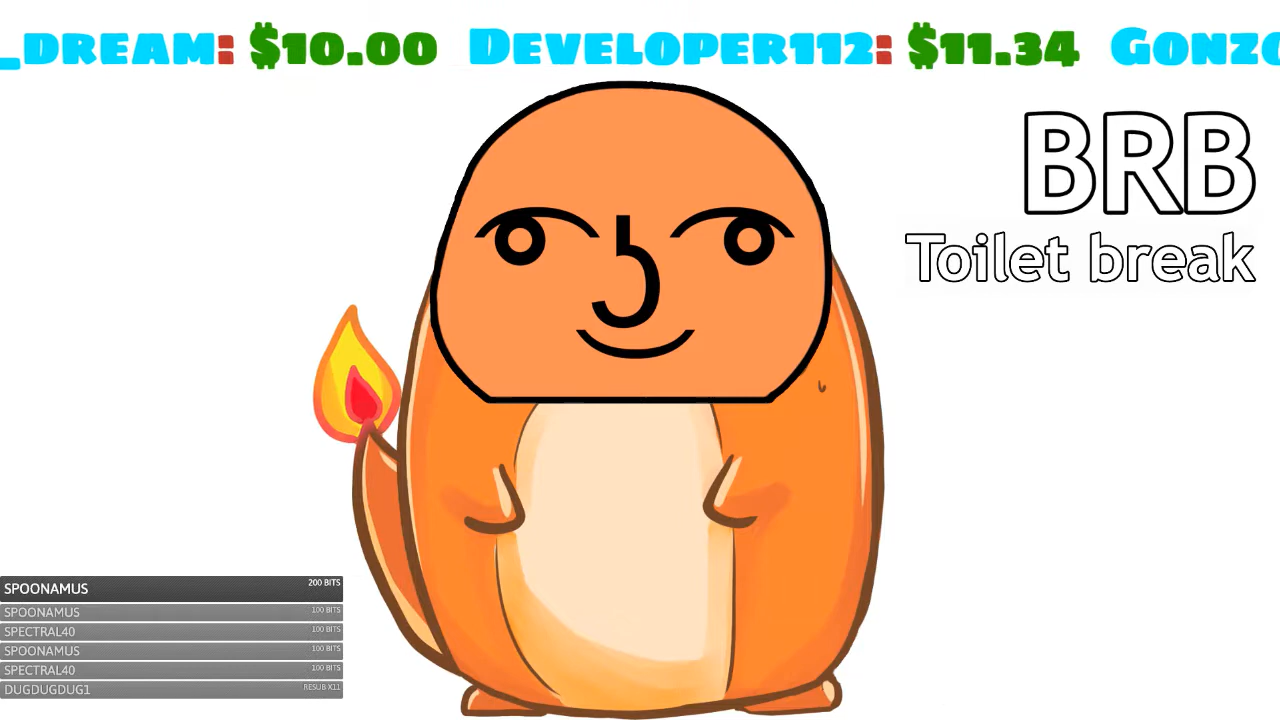 _DREAM: $10.00 DEVELOPER112: $11.34 GONZO
BRB
Toilet break
SPOONAMUS 200 BITS
SPOONAMUS 100 BITS
SPECTRAL40 100 BITS
SPOONAMUS 100 BITS
SPECTRAL40 100 BITS
DUGDUGDUG1 RESUB X11